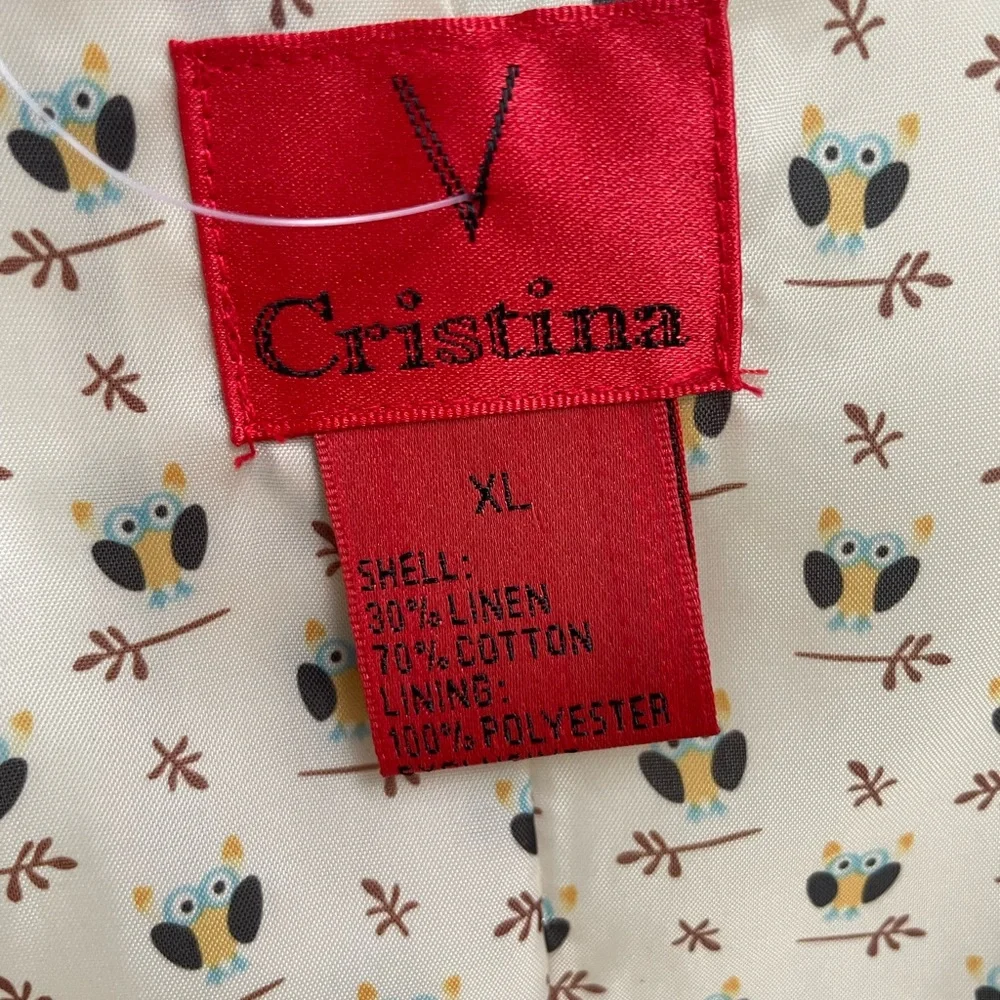 V
Cristina
XL
SHELL:
30% LINEN
70% COTTON
LINING:
100% POLYESTER